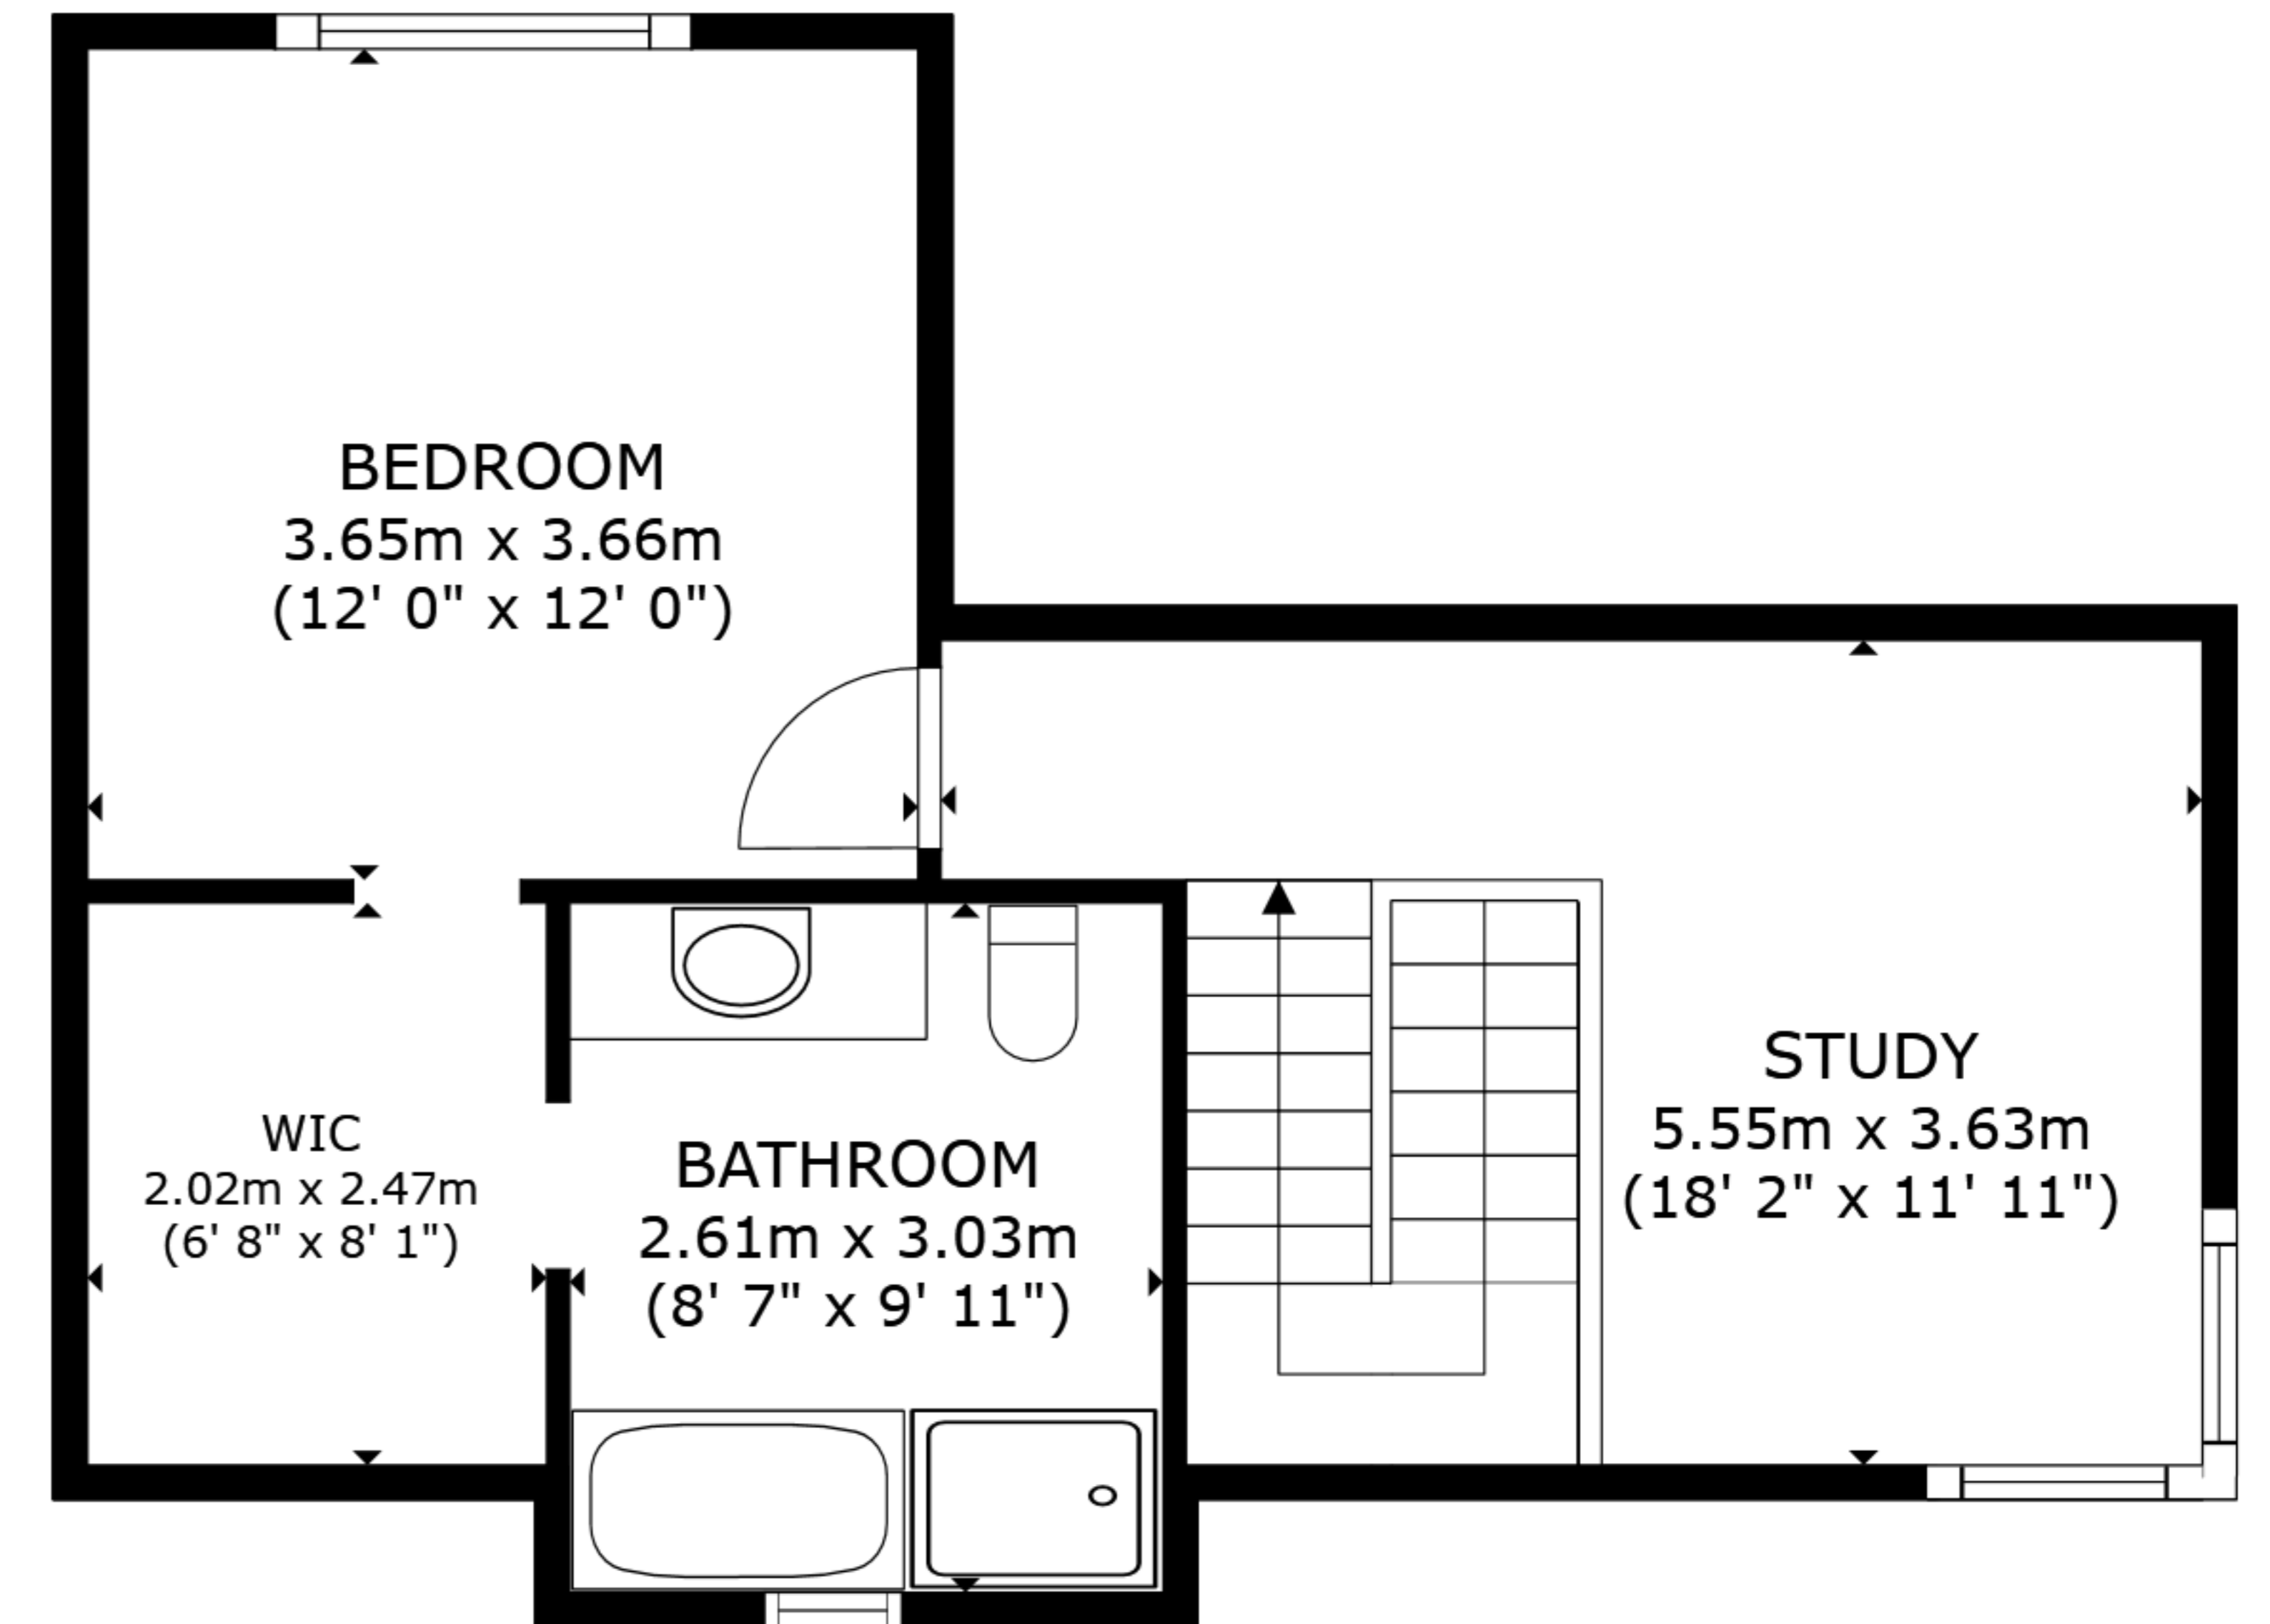 BEDROOM
3.65m x 3.66m
(12' 0" x 12' 0")
STUDY
5.55m x 3.63m
(18' 2" x 11' 11")
WIC
2.02m x 2.47m
(6' 8" x 8' 1")
BATHROOM
2.61m x 3.03m
(8' 7" x 9' 11")